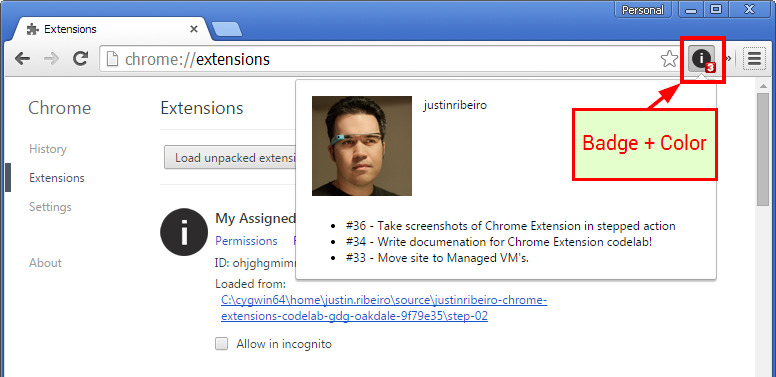 Personal
Extensions
chrome://extensions
i
3
»
Badge + Color
Chrome
History
Extensions
Settings
About
Extensions
Load unpacked extensi
i
My Assigned
Permissions
ID: ohjghgmimr
Loaded from:
C:\cygwin64\home\justin.ribeiro\source\justinribeiro-chrome-
extensions-codelab-gdg-oakdale-9f79e35\step-02
Allow in incognito
justinribeiro
#36 - Take screenshots of Chrome Extension in stepped action
#34 - Write documenation for Chrome Extension codelab!
#33 - Move site to Managed VM's.